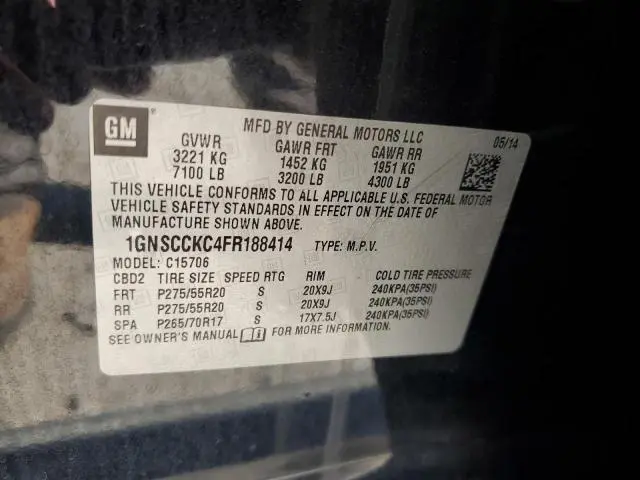 GM
MFD BY GENERAL MOTORS LLC
05/14
GVWR GAWR FRT GAWR RR
3221 KG 1452 KG 1951 KG
7100 LB 3200 LB 4300 LB
THIS VEHICLE CONFORMS TO ALL APPLICABLE U.S. FEDERAL MOTOR
VEHICLE SAFETY STANDARDS IN EFFECT ON THE DATE OF
MANUFACTURE SHOWN ABOVE.
1GNSCCKC4FR188414 TYPE: M.P.V.
MODEL: C15706
CBD2 TIRE SIZE SPEED RTG RIM COLD TIRE PRESSURE
FRT P275/55R20 S 20X9J 240KPA(35PSI)
RR P275/55R20 S 20X9J 240KPA(35PSI)
SPA P265/70R17 S 17X7.5J 240KPA(35PSI)
SEE OWNER'S MANUAL FOR MORE INFORMATION.